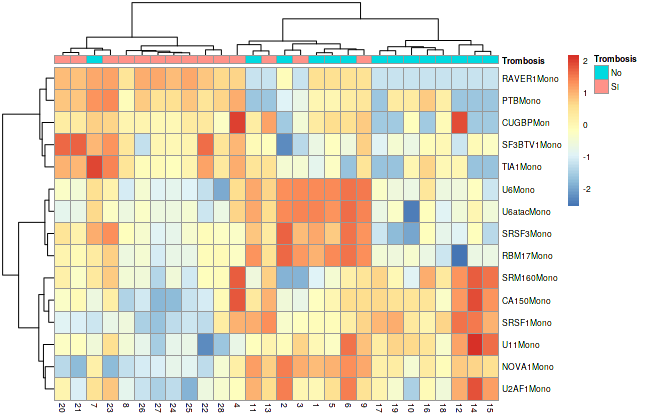 Trombosis
Trombosis
No
SI
2
1
0
-1
-2
RAVER1Mono
PTBMono
CUGBPMon
SF3BTV1Mono
TIA1Mono
U6Mono
U6atacMono
SRSF3Mono
RBM17Mono
SRM160Mono
CA150Mono
SRSF1Mono
U11Mono
NOVA1Mono
U2AF1Mono
20 21 7 23 8 26 27 24 25 22 28 4 11 13 2 3 1 5 6 9 17 19 10 16 18 12 14 15